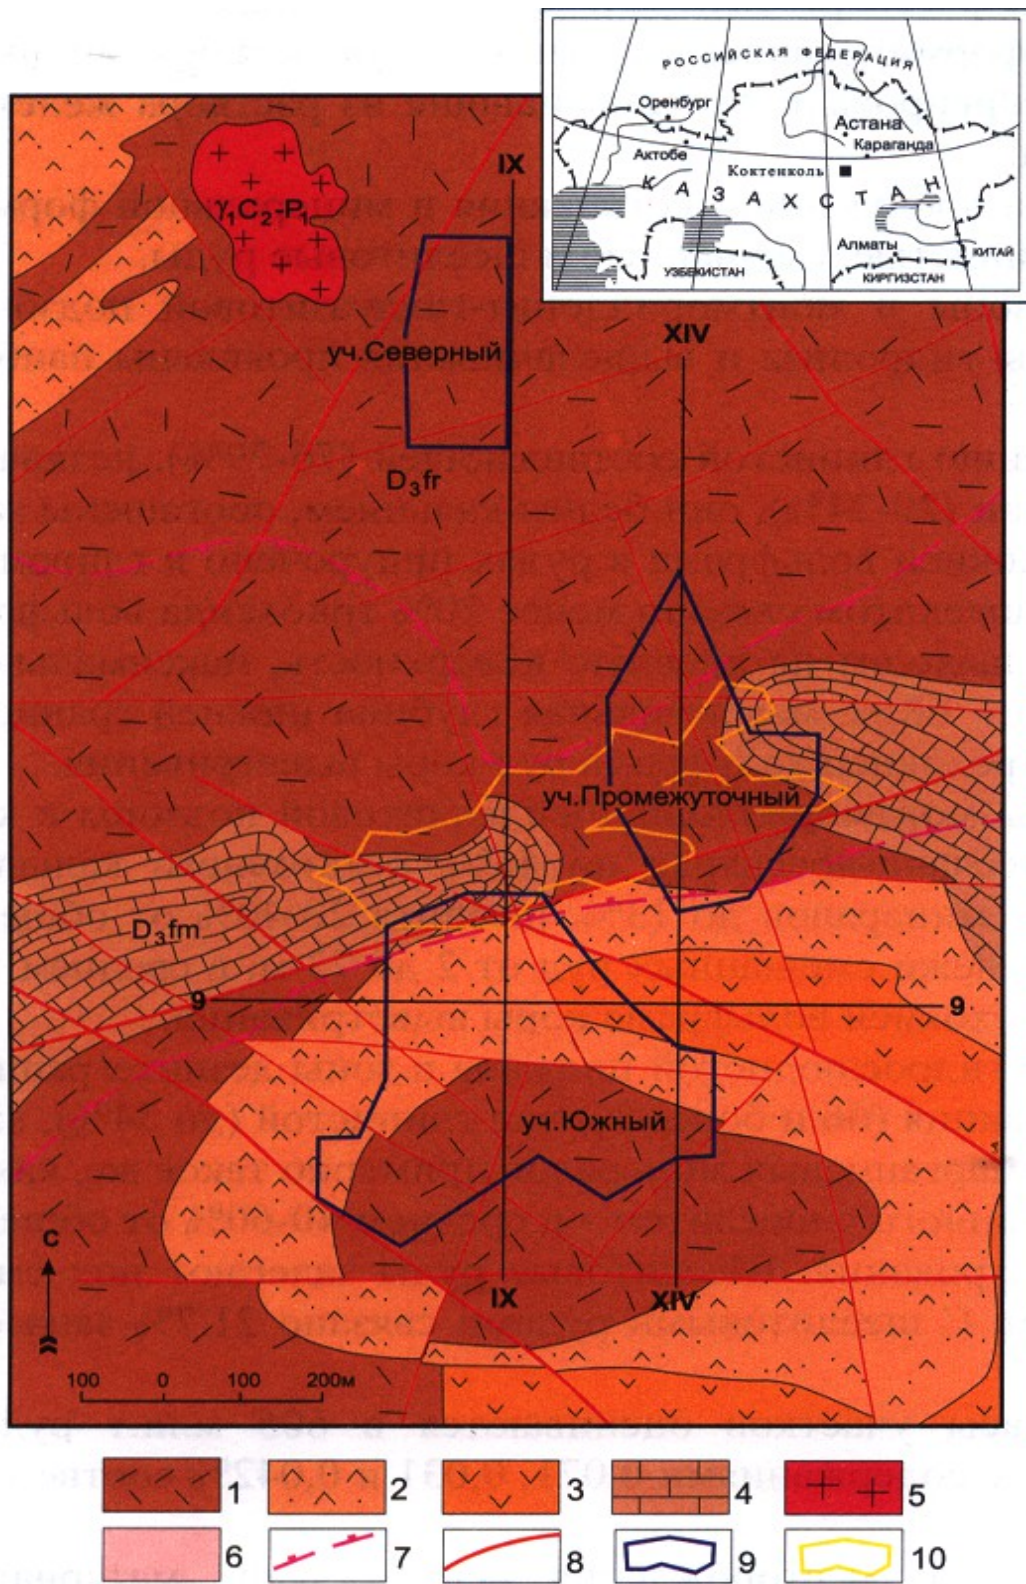 РОССИЙСКАЯ ФЕДЕРАЦИЯ
Оренбург
Астана
Актобе
Караганда
Коктенколь
КАЗАХСТАН
Алматы
КИТАЙ
УЗБЕКИСТАН
КИРГИЗСТАН
IX
γ₁C₂-P₁
XIV
уч.Северный
D₃fr
уч.Промежуточный
D₃fm
9
9
уч.Южный
С
IX
XIV
100 0 100 200м
1 2 3 4 5
6 7 8 9 10